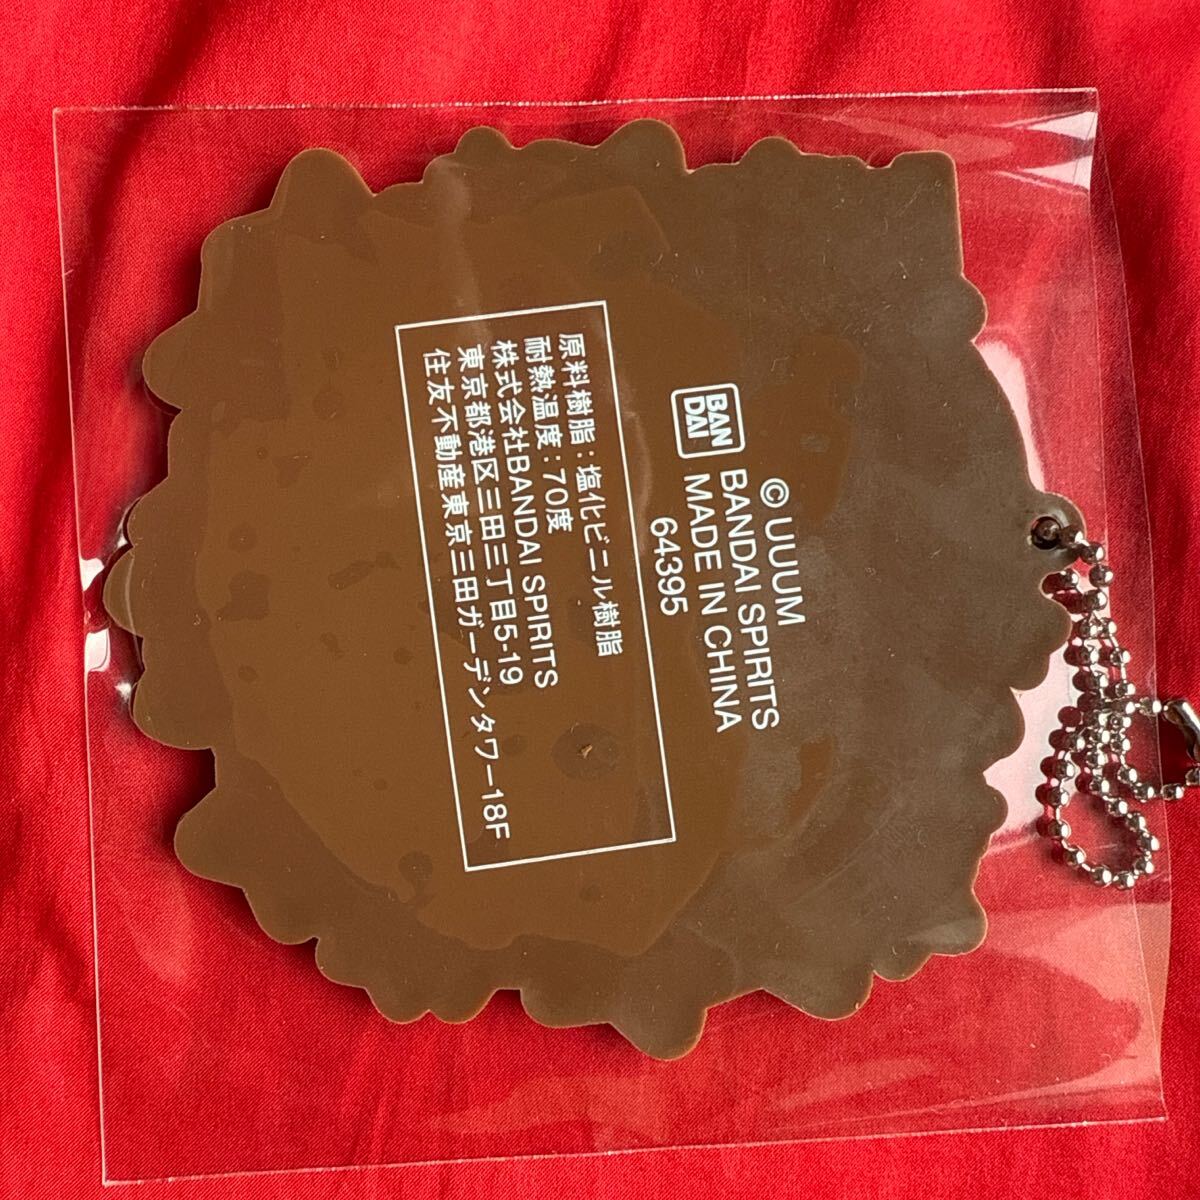 ©UUUM
BANDAI BANDAI SPIRITS
MADE IN CHINA
64395
原料樹脂:塩化ビニル樹脂
耐熱温度:70度
株式会社BANDAI SPIRITS
東京都港区三田三丁目5-19
住友不動産東京三田ガーデンタワー18F